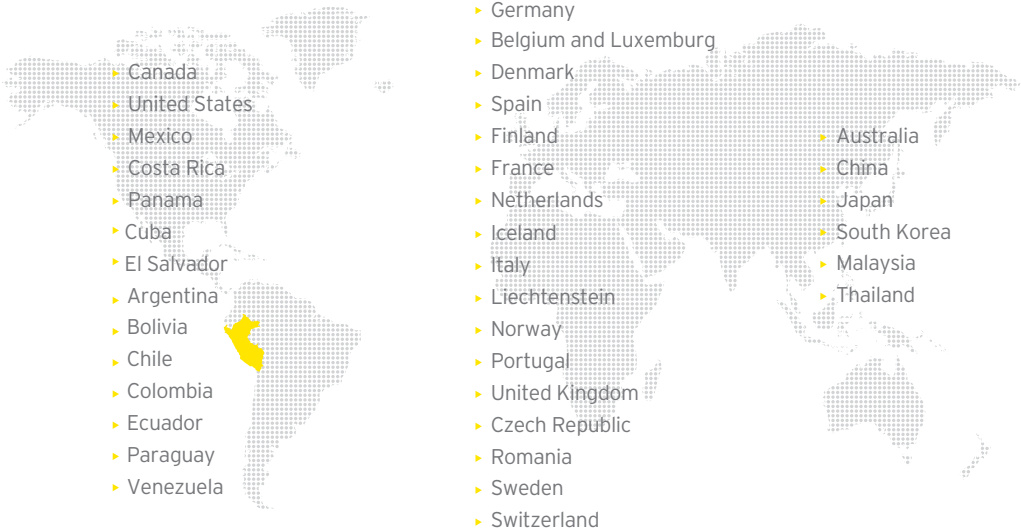 Canada
United States
Mexico
Costa Rica
Panama
Cuba
El Salvador
Argentina
Bolivia
Chile
Colombia
Ecuador
Paraguay
Venezuela
Germany
Belgium and Luxemburg
Denmark
Spain
Finland
France
Netherlands
Iceland
Italy
Liechtenstein
Norway
Portugal
United Kingdom
Czech Republic
Romania
Sweden
Switzerland
Australia
China
Japan
South Korea
Malaysia
Thailand